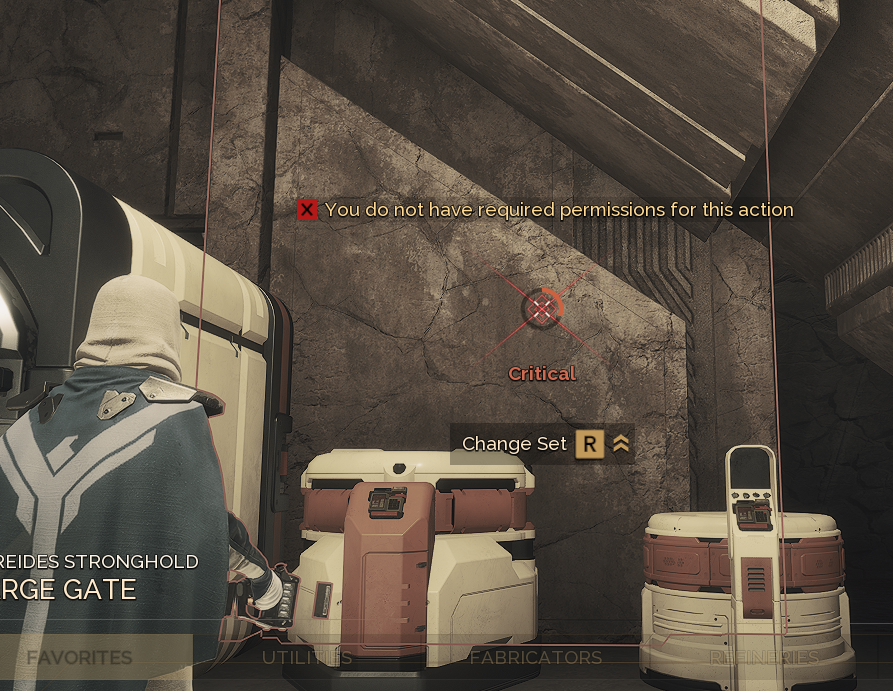 You do not have required permissions for this action
Critical
Change Set R
REIDES STRONGHOLD
RGE GATE
FAVORITES
UTILITIES
FABRICATORS
REFINERIES